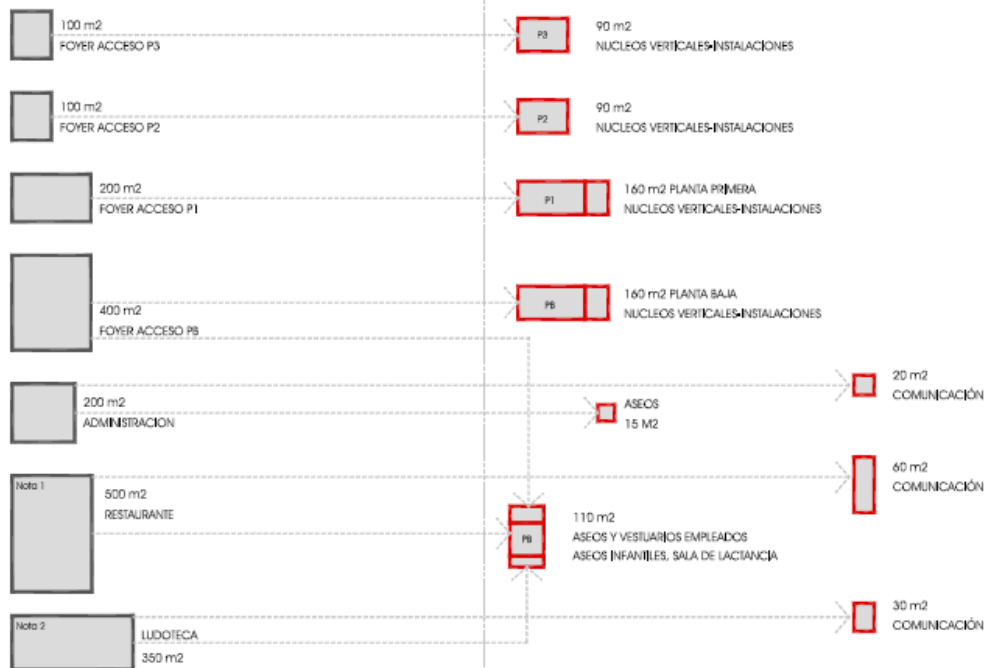 100 m2
FOYER ACCESO P3
P3
90 m2
NUCLEOS VERTICALES-INSTALACIONES
100 m2
FOYER ACCESO P2
P2
90 m2
NUCLEOS VERTICALES-INSTALACIONES
200 m2
FOYER ACCESO P1
P1
160 m2 PLANTA PRIMERA
NUCLEOS VERTICALES-INSTALACIONES
400 m2
FOYER ACCESO PB
PB
160 m2 PLANTA BAJA
NUCLEOS VERTICALES-INSTALACIONES
200 m2
ADMINISTRACION
ASEOS
15 M2
20 m2
COMUNICACIÓN
Nota 1
500 m2
RESTAURANTE
PB
110 m2
ASEOS Y VESTUARIOS EMPLEADOS
ASEOS INFANTILES, SALA DE LACTANCIA
60 m2
COMUNICACIÓN
Nota 2
LUDOTECA
350 m2
30 m2
COMUNICACIÓN